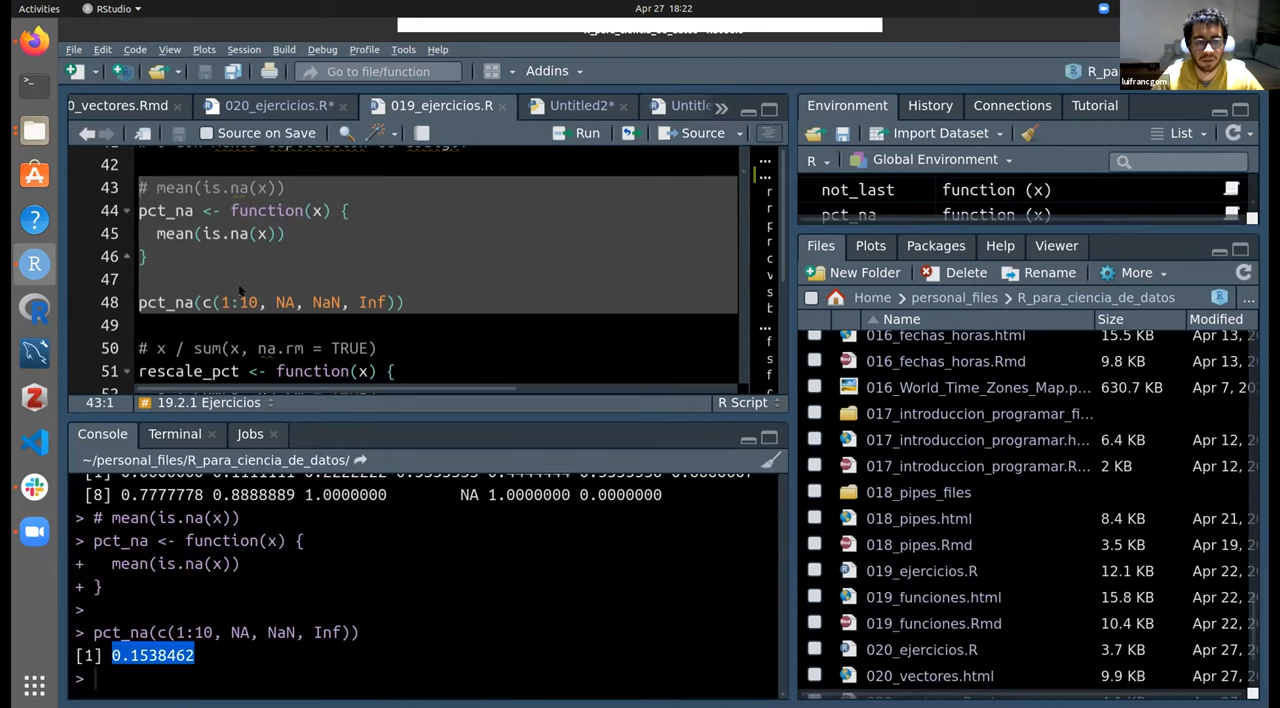 Activities
RStudio
Apr 27 18:22
File Edit Code View Plots Session Build Debug Profile Tools Help
luifrancgom
Go to file/function
Addins
R_pa
0_vectores.Rmd
020_ejercicios.R*
019_ejercicios.R
Untitled2*
Untitle
Source on Save
Run
Source
42
43 # mean(is.na(x))
44 pct_na <- function(x) {
45 mean(is.na(x))
46 }
47
48 pct_na(c(1:10, NA, NaN, Inf))
49
50 # x / sum(x, na.rm = TRUE)
51 rescale_pct <- function(x) {
43:1
19.2.1 Ejercicios
R Script
Console
Terminal
Jobs
~/personal_files/R_para_ciencia_de_datos/
[8] 0.7777778 0.8888889 1.0000000 NA 1.0000000 0.0000000
> # mean(is.na(x))
> pct_na <- function(x) {
+ mean(is.na(x))
+ }
>
> pct_na(c(1:10, NA, NaN, Inf))
[1] 0.1538462
>
Environment
History
Connections
Tutorial
Import Dataset
List
R
Global Environment
not_last function (x)
pct_na function (x)
Files
Plots
Packages
Help
Viewer
New Folder
Delete
Rename
More
Home
personal_files
R_para_ciencia_de_datos
...
Name Size Modified
016_fechas_horas.html 15.5 KB Apr 13,
016_fechas_horas.Rmd 9.8 KB Apr 13,
016_World_Time_Zones_Map.p... 630.7 KB Apr 7, 20
017_introduccion_programar_fi...
017_introduccion_programar.h... 6.4 KB Apr 12,
017_introduccion_programar.R... 2 KB Apr 12,
018_pipes_files
018_pipes.html 8.4 KB Apr 21,
018_pipes.Rmd 3.5 KB Apr 19,
019_ejercicios.R 12.1 KB Apr 22,
019_funciones.html 15.8 KB Apr 22,
019_funciones.Rmd 10.4 KB Apr 22,
020_ejercicios.R 3.7 KB Apr 27,
020_vectores.html 9.9 KB Apr 27,